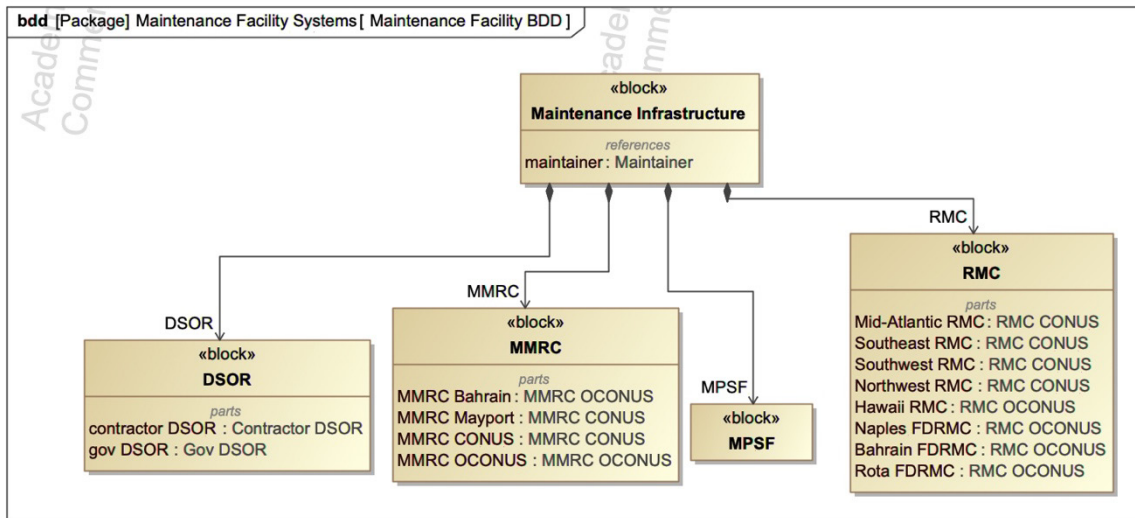 bdd [Package] Maintenance Facility Systems[ Maintenance Facility BDD ]
Academ
Commer
cader
mme
«block»
Maintenance Infrastructure
references
maintainer : Maintainer
DSOR
MMRC
MPSF
RMC
«block»
DSOR
parts
contractor DSOR : Contractor DSOR
gov DSOR : Gov DSOR
«block»
MMRC
parts
MMRC Bahrain : MMRC OCONUS
MMRC Mayport : MMRC CONUS
MMRC CONUS : MMRC CONUS
MMRC OCONUS : MMRC OCONUS
«block»
MPSF
«block»
RMC
parts
Mid-Atlantic RMC : RMC CONUS
Southeast RMC : RMC CONUS
Southwest RMC : RMC CONUS
Northwest RMC : RMC CONUS
Hawaii RMC : RMC OCONUS
Naples FDRMC : RMC OCONUS
Bahrain FDRMC : RMC OCONUS
Rota FDRMC : RMC OCONUS